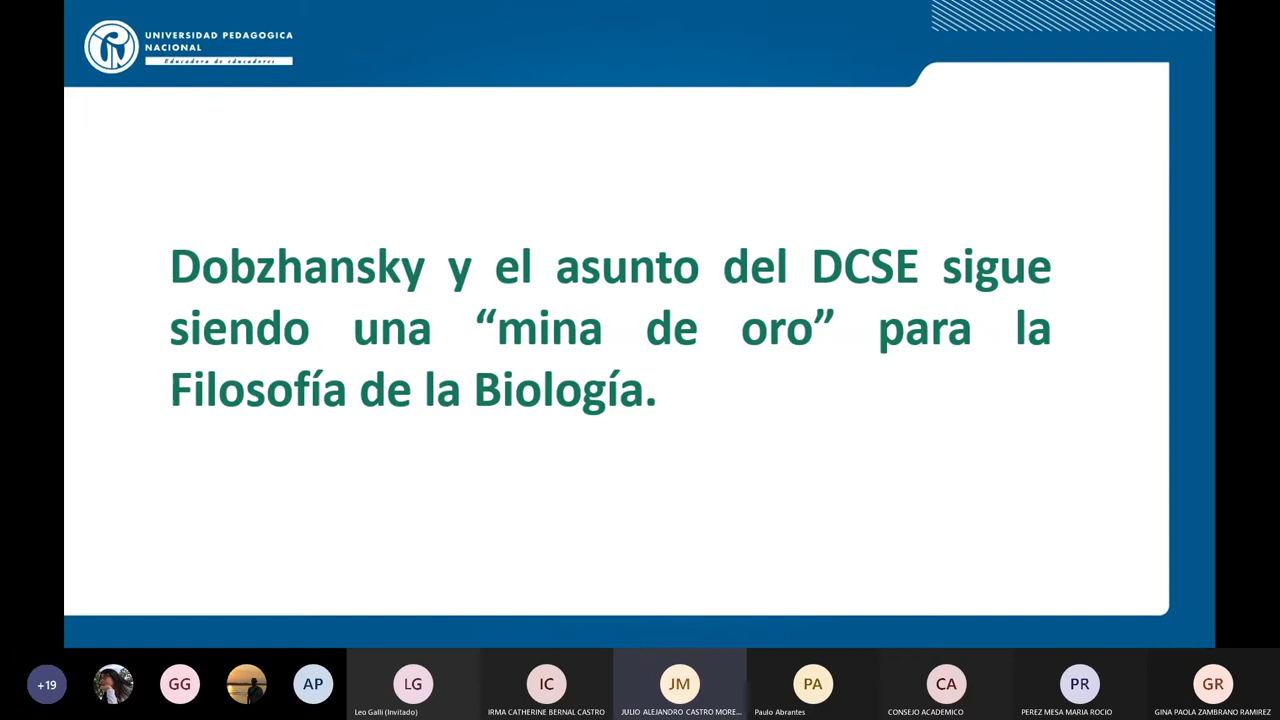 UNIVERSIDAD PEDAGOGICA
NACIONAL
Educadora de educadores
Dobzhansky y el asunto del DCSE sigue
siendo una “mina de oro” para la
Filosofía de la Biología.
+19
GG
AP
LG
IC
JM
PA
CA
PR
GR
Leo Galli (Invitado)
IRMA CATHERINE BERNAL CASTRO
JULIO ALEJANDRO CASTRO MORE...
Paulo Abrantes
CONSEJO ACADEMICO
PEREZ MESA MARIA ROCIO
GINA PAOLA ZAMBRANO RAMIREZ